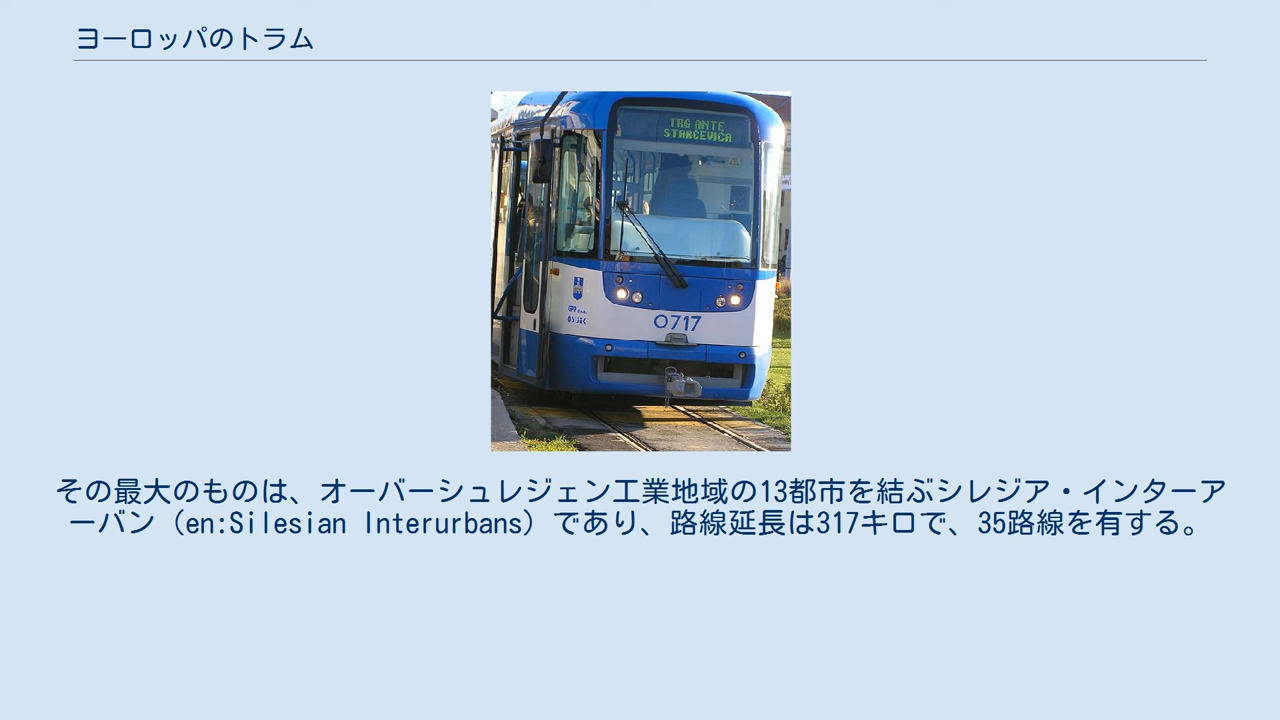 ヨーロッパのトラム
TRG ANTE
STARČEVIĆA
0717
その最大のものは、オーバーシュレジェン工業地域の13都市を結ぶシレジア・インターア
ーバン（en:Silesian Interurbans）であり、路線延長は317キロで、35路線を有する。